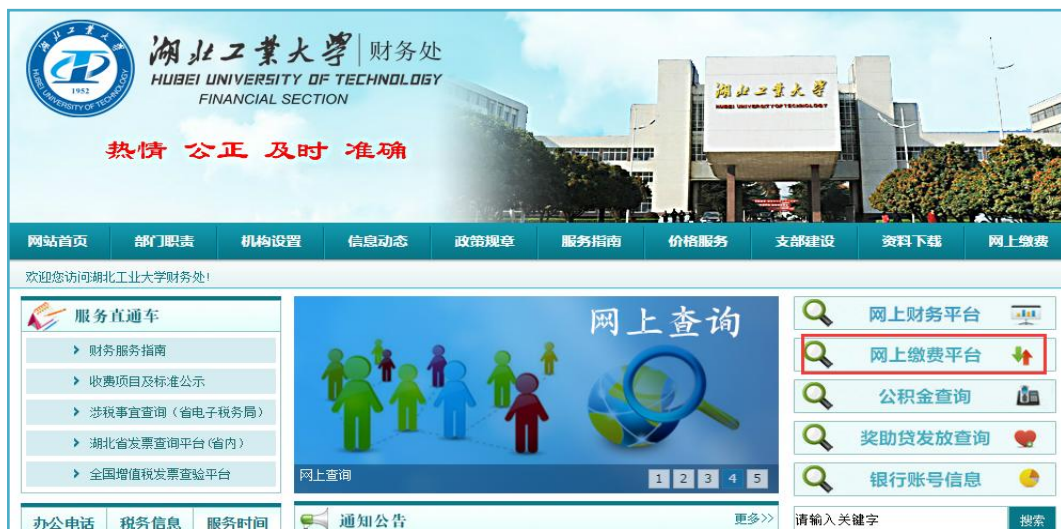 湖北工業大學 财务处
HUBEI UNIVERSITY OF TECHNOLOGY
FINANCIAL SECTION
1952
热情 公正 及时 准确
湖北工業大學
HUBEI UNIVERSITY OF TECHNOLOGY
网站首页 部门职责 机构设置 信息动态 政策规章 服务指南 价格服务 支部建设 资料下载 网上缴费
欢迎您访问湖北工业大学财务处!
服务直通车
财务服务指南
收费项目及标准公示
涉税事宜查询（省电子税务局）
湖北省发票查询平台(省内)
全国增值税发票查验平台
办公电话 税务信息 服务时间
网上查询
网上查询 1 2 3 4 5
通知公告 更多>>
网上财务平台
网上缴费平台
公积金查询
奖助贷发放查询
银行账号信息
请输入关键字 搜索